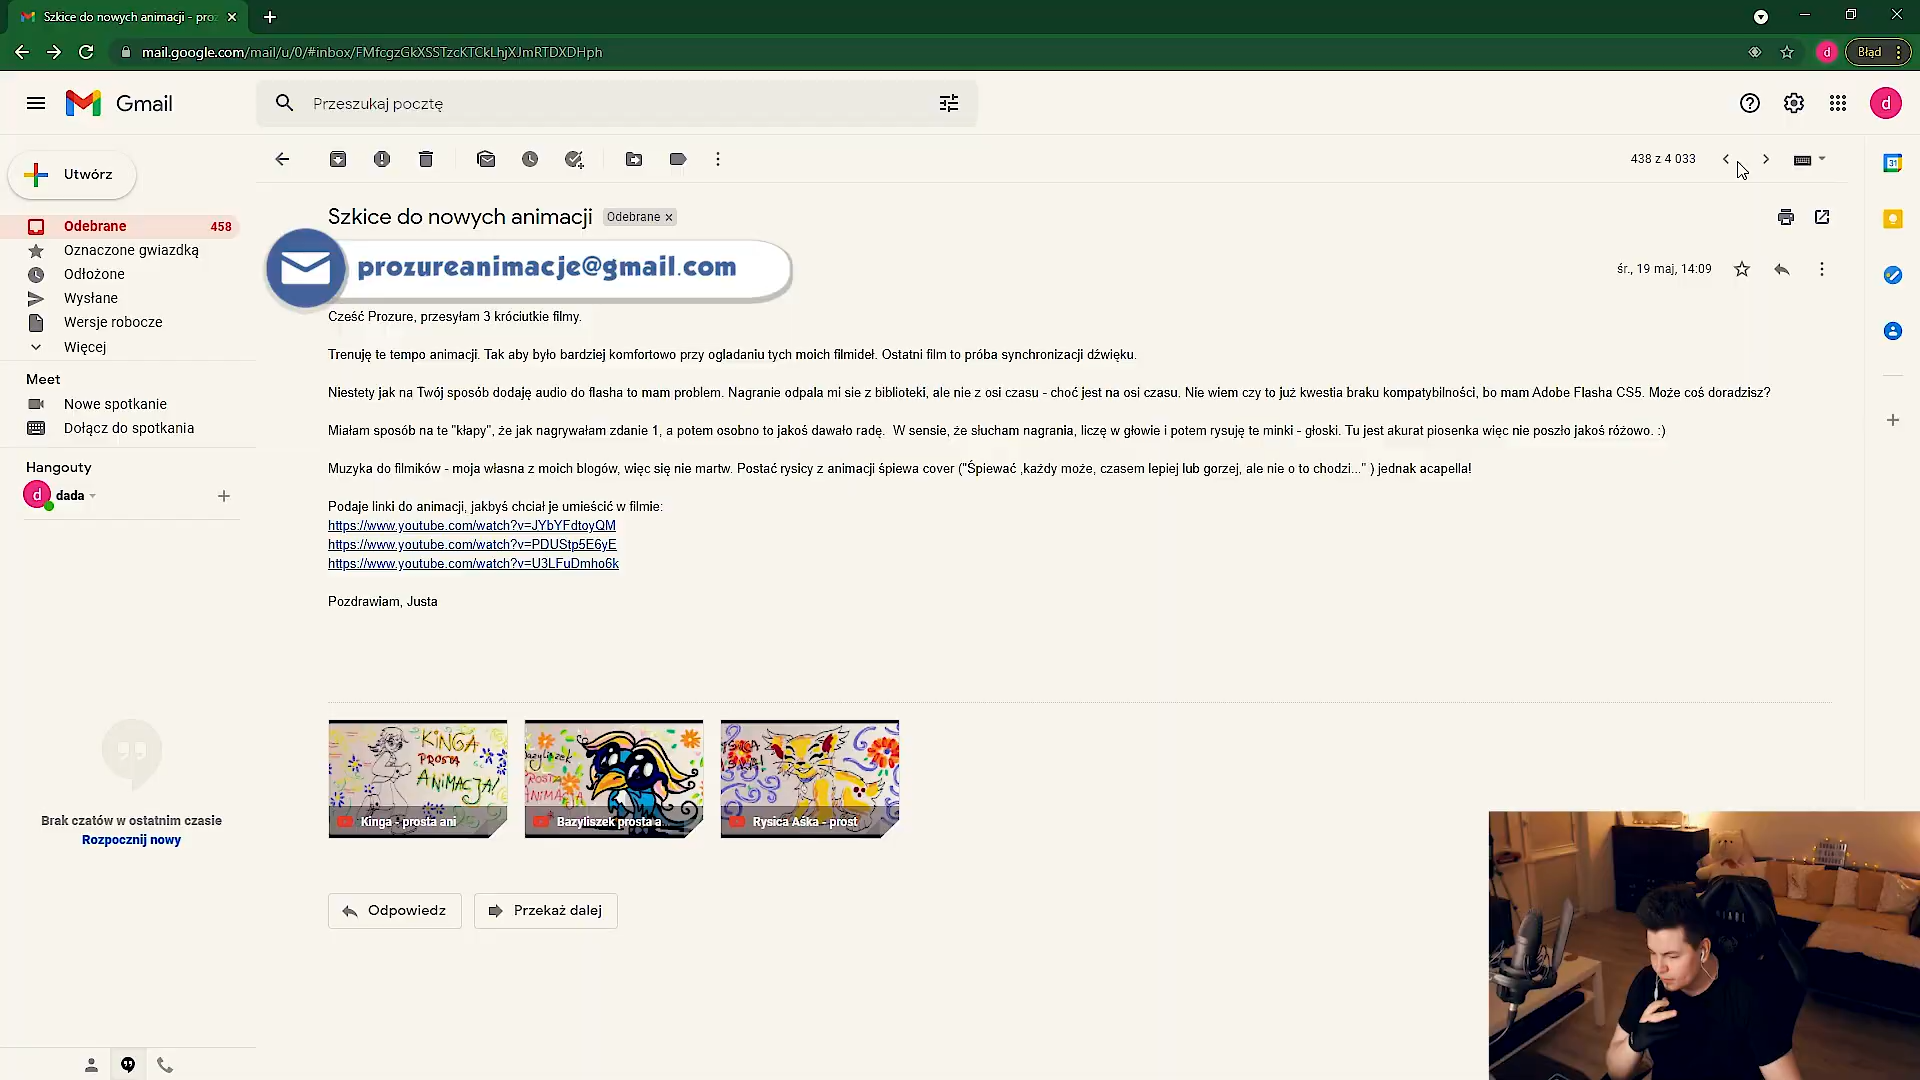 Szkice do nowych animacji - pro
mail.google.com/mail/u/0/#inbox/FMfcgzGkXSSTzcKTCkLhjXJmRTDXDHph
d
Błąd
Gmail
Przeszukaj pocztę
d
Utwórz
438 z 4 033
31
Szkice do nowych animacji
Odebrane
Odebrane
458
Oznaczone gwiazdką
Odłożone
Wysłane
Wersje robocze
Więcej
prozureanimacje@gmail.com
śr., 19 maj, 14:09
Meet
Nowe spotkanie
Dołącz do spotkania
Hangouty
d
dada
Cześć Prozure, przesyłam 3 króciutkie filmy.
Trenuję te tempo animacji. Tak aby było bardziej komfortowo przy ogladaniu tych moich filmideł. Ostatni film to próba synchronizacji dźwięku.
Niestety jak na Twój sposób dodaję audio do flasha to mam problem. Nagranie odpala mi sie z biblioteki, ale nie z osi czasu - choć jest na osi czasu. Nie wiem czy to już kwestia braku kompatybilności, bo mam Adobe Flasha CS5. Może coś doradzisz?
Miałam sposób na te "kłapy", że jak nagrywałam zdanie 1, a potem osobno to jakoś dawało radę. W sensie, że słucham nagrania, liczę w głowie i potem rysuję te minki - głoski. Tu jest akurat piosenka więc nie poszło jakoś różowo. :)
Muzyka do filmików - moja własna z moich blogów, więc się nie martw. Postać rysicy z animacji śpiewa cover ("Śpiewać ,każdy może, czasem lepiej lub gorzej, ale nie o to chodzi..." ) jednak acapella!
Podaje linki do animacji, jakbyś chciał je umieścić w filmie:
https://www.youtube.com/watch?v=JYbYFdtoyQM
https://www.youtube.com/watch?v=PDUStp5E6yE
https://www.youtube.com/watch?v=U3LFuDmho6k
Pozdrawiam, Justa
KiNGA
PROSTA
ANiMACJA!
Kinga - prosta ani
Bazyliszek prosta a...
Rysica Aśka - prost
Brak czatów w ostatnim czasie
Rozpocznij nowy
Odpowiedz
Przekaż dalej